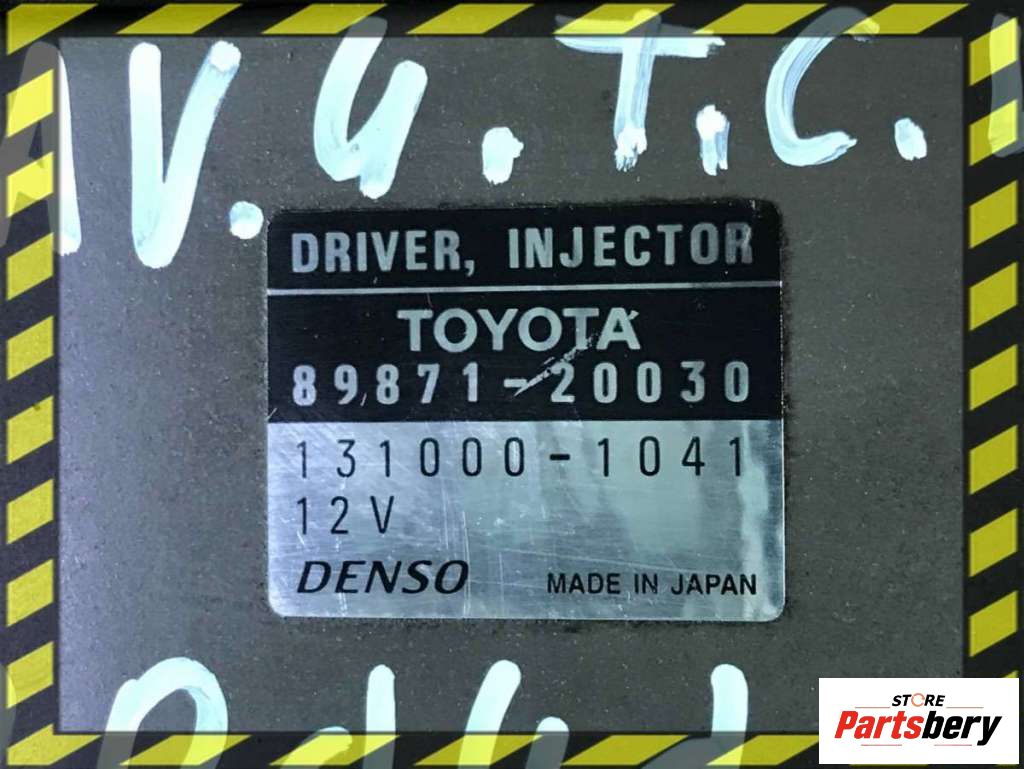 V.G.T.C.
DRIVER, INJECTOR
TOYOTA
89871-20030
131000-1041
12V
DENSO MADE IN JAPAN
STORE
Partsbery